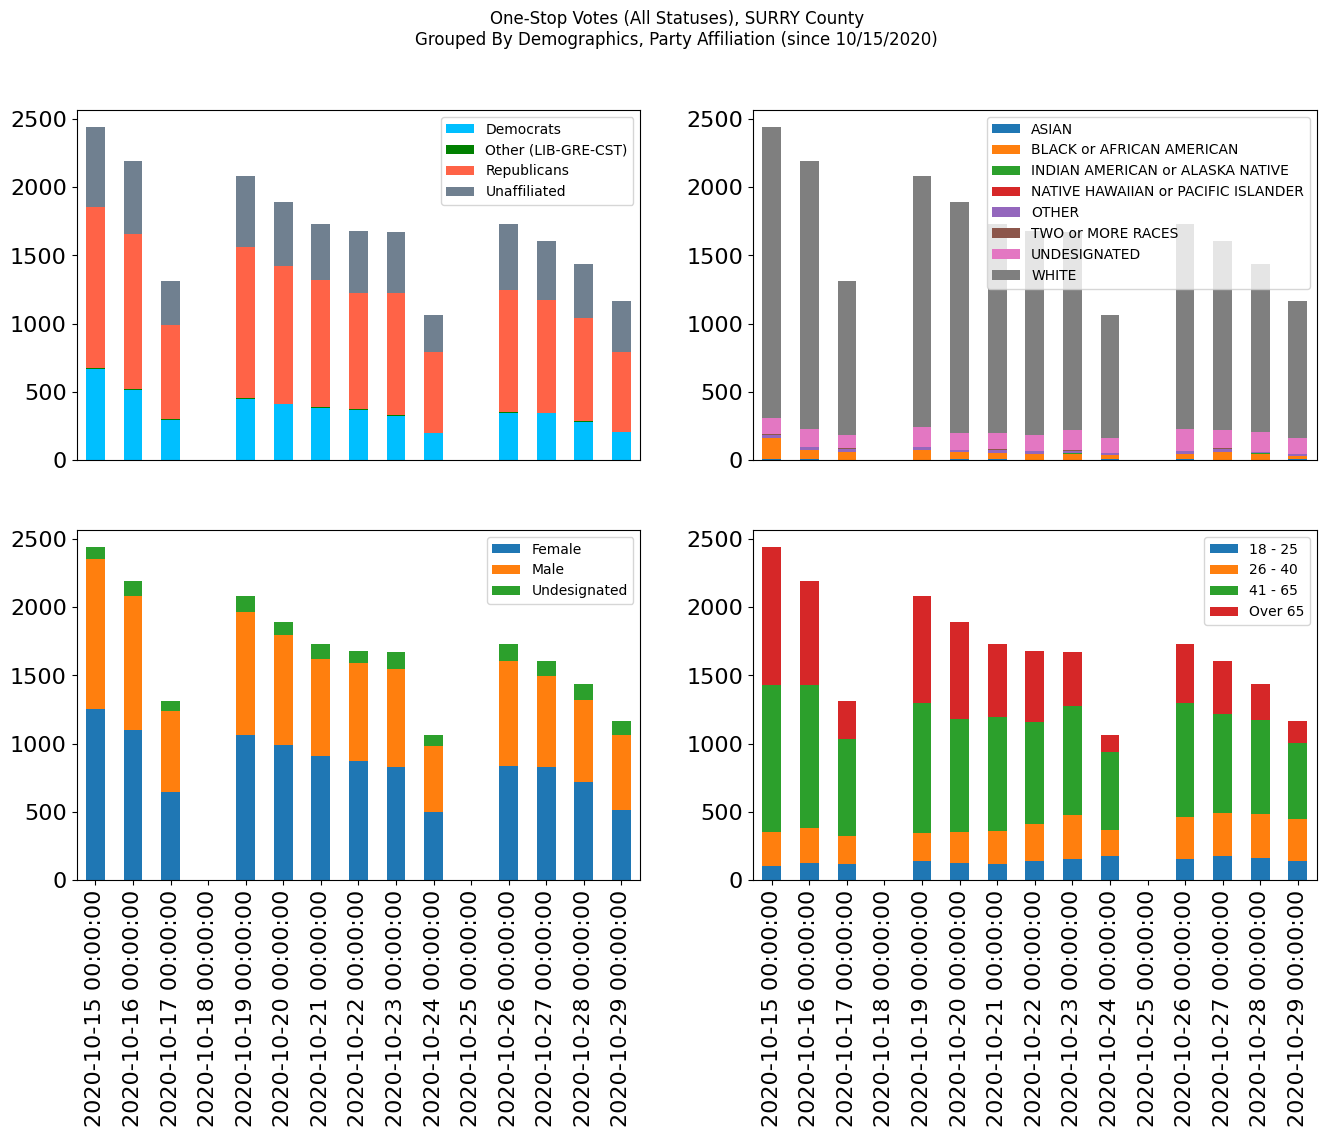 One-Stop Votes (All Statuses), SURRY County
Grouped By Demographics, Party Affiliation (since 10/15/2020)
2500
2000
1500
1000
500
0
Democrats
Other (LIB-GRE-CST)
Republicans
Unaffiliated
2500
2000
1500
1000
500
0
ASIAN
BLACK or AFRICAN AMERICAN
INDIAN AMERICAN or ALASKA NATIVE
NATIVE HAWAIIAN or PACIFIC ISLANDER
OTHER
TWO or MORE RACES
UNDESIGNATED
WHITE
2500
2000
1500
1000
500
0
Female
Male
Undesignated
2020-10-15 00:00:00
2020-10-16 00:00:00
2020-10-17 00:00:00
2020-10-18 00:00:00
2020-10-19 00:00:00
2020-10-20 00:00:00
2020-10-21 00:00:00
2020-10-22 00:00:00
2020-10-23 00:00:00
2020-10-24 00:00:00
2020-10-25 00:00:00
2020-10-26 00:00:00
2020-10-27 00:00:00
2020-10-28 00:00:00
2020-10-29 00:00:00
2500
2000
1500
1000
500
0
18 - 25
26 - 40
41 - 65
Over 65
2020-10-15 00:00:00
2020-10-16 00:00:00
2020-10-17 00:00:00
2020-10-18 00:00:00
2020-10-19 00:00:00
2020-10-20 00:00:00
2020-10-21 00:00:00
2020-10-22 00:00:00
2020-10-23 00:00:00
2020-10-24 00:00:00
2020-10-25 00:00:00
2020-10-26 00:00:00
2020-10-27 00:00:00
2020-10-28 00:00:00
2020-10-29 00:00:00